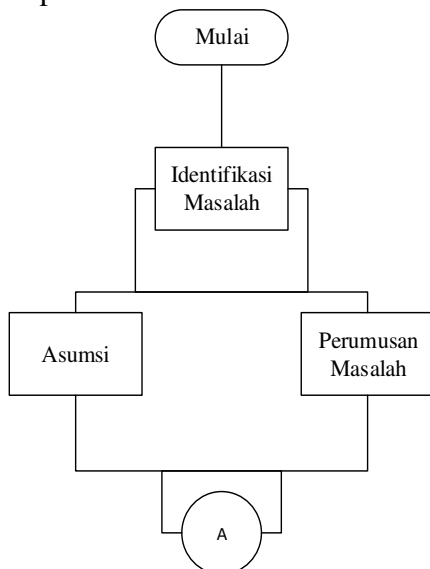 Mulai
Identifikasi
Masalah
Asumsi
Perumusan
Masalah
A